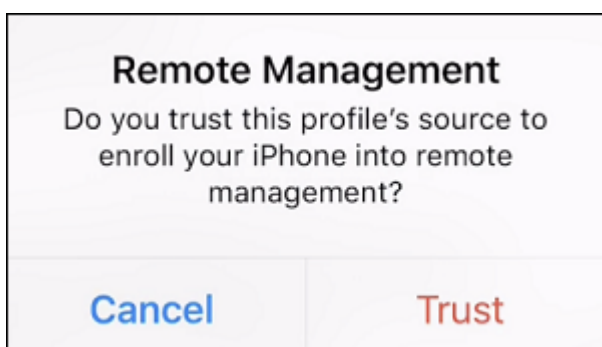 Remote Management
Do you trust this profile’s source to
enroll your iPhone into remote
management?
Cancel
Trust